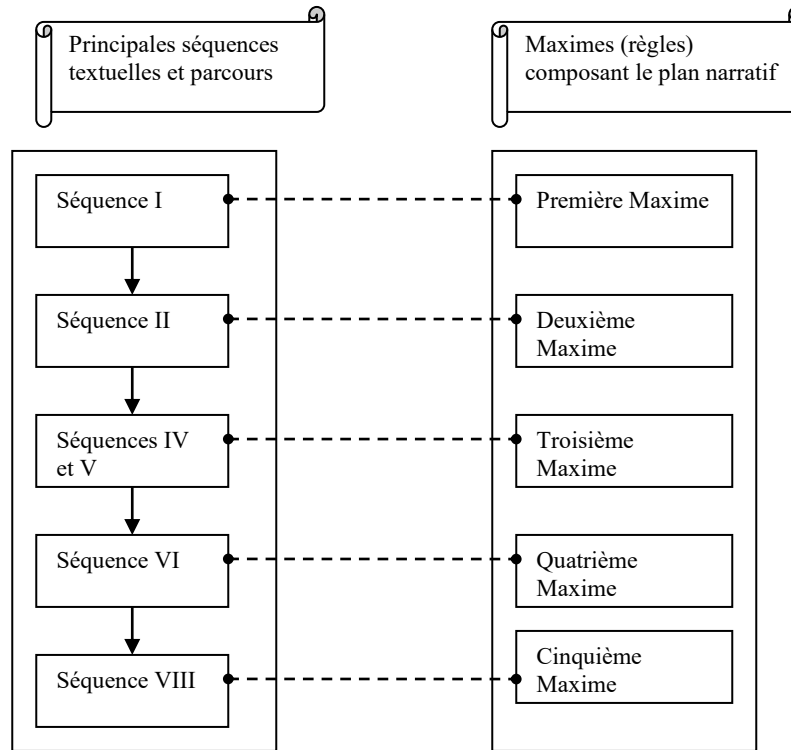 Principales séquences
textuelles et parcours
Maximes (règles)
composant le plan narratif
Séquence I
Première Maxime
Séquence II
Deuxième
Maxime
Séquences IV
et V
Troisième
Maxime
Séquence VI
Quatrième
Maxime
Séquence VIII
Cinquième
Maxime